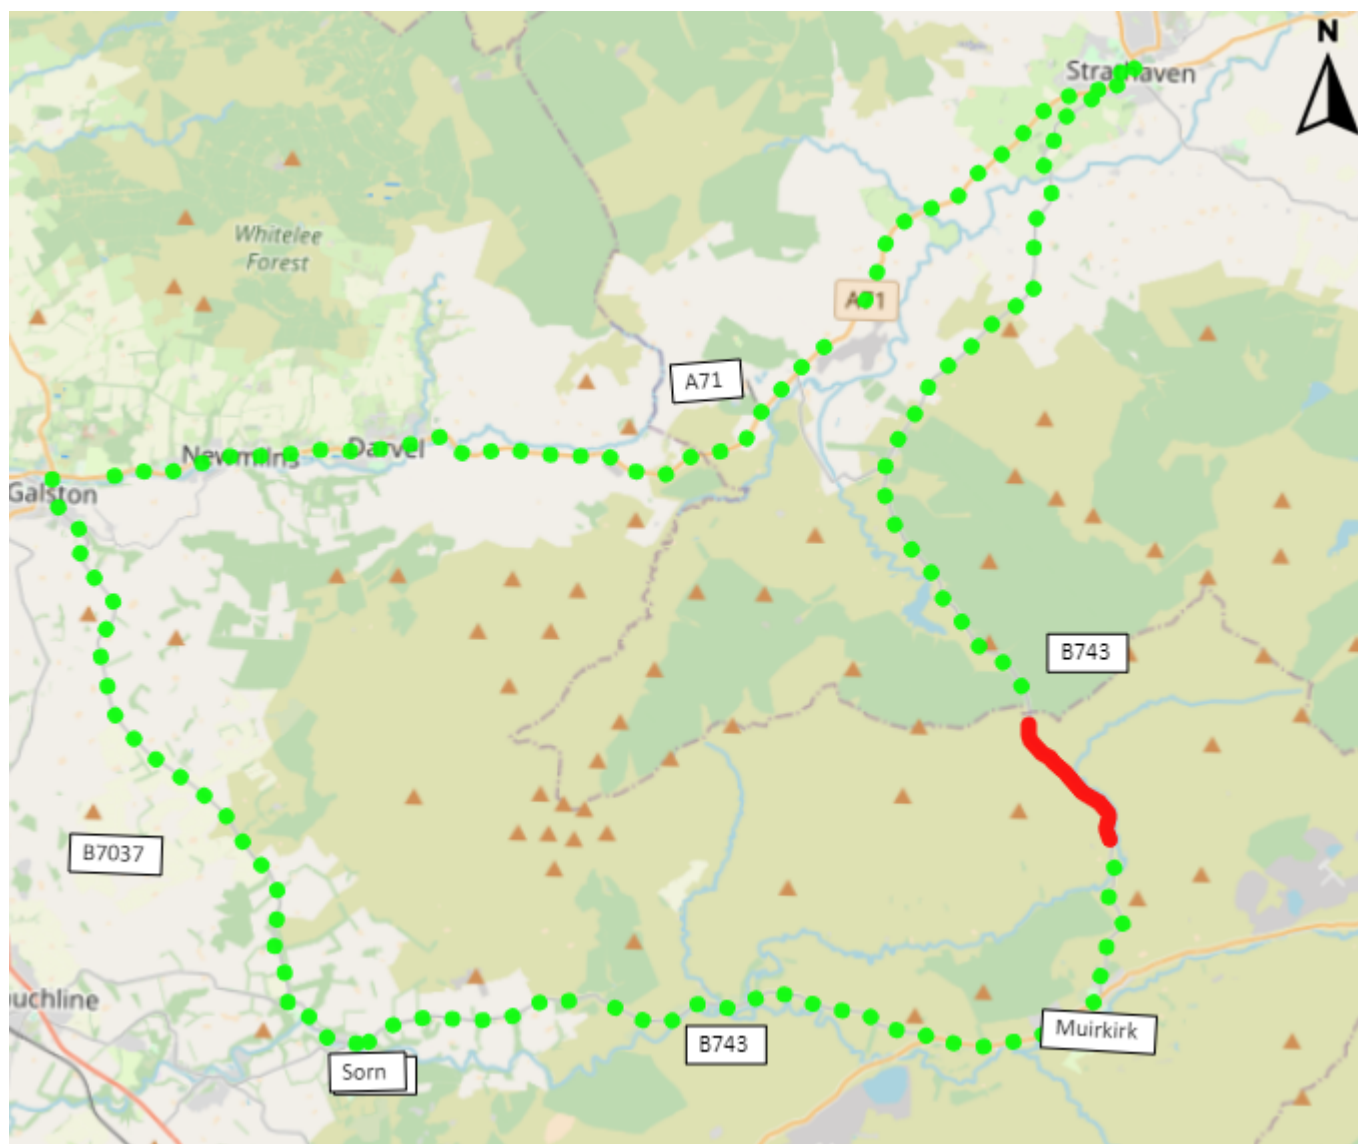 N
Strathaven
Whitelee
Forest
A71
A71
Newmilns
Darvel
Galston
B743
B7037
uchline
Muirkirk
B743
Sorn